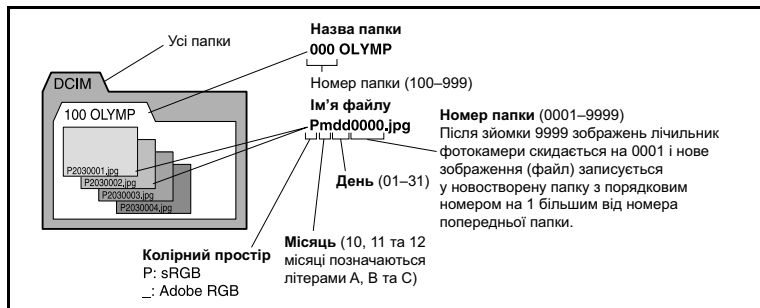 Усі папки
Назва папки
000 OLYMP
Номер папки (100–999)
DCIM
100 OLYMP
P2030001.jpg
P2030002.jpg
P2030003.jpg
P2030004.jpg
Ім’я файлу
Pmdd0000.jpg
День (01–31)
Номер папки (0001–9999)
Після зйомки 9999 зображень лічильник
фотокамери скидається на 0001 і нове
зображення (файл) записується
у новостворену папку з порядковим
номером на 1 більшим від номера
попередньої папки.
Місяць (10, 11 та 12
місяці позначаються
літерами A, B та C)
Колірний простір
P: sRGB
_: Adobe RGB